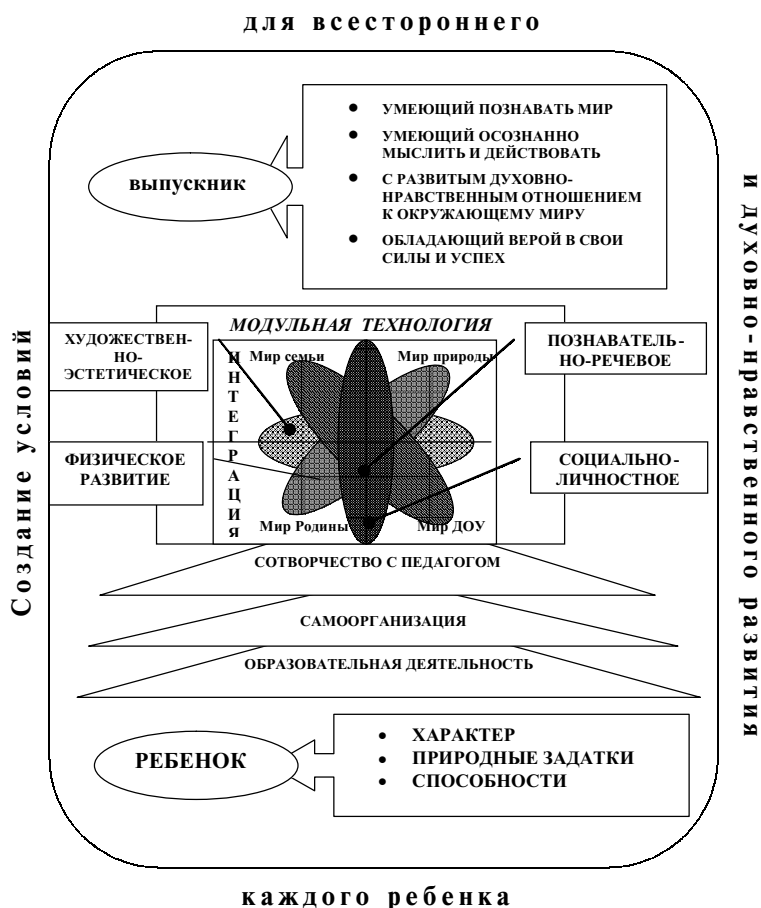 для всестороннего
УМЕЮЩИЙ ПОЗНАВАТЬ МИР
УМЕЮЩИЙ ОСОЗНАННО
МЫСЛИТЬ И ДЕЙСТВОВАТЬ
С РАЗВИТЫМ ДУХОВНО-
НРАВСТВЕННЫМ ОТНОШЕНИЕМ
К ОКРУЖАЮЩЕМУ МИРУ
ОБЛАДАЮЩИЙ ВЕРОЙ В СВОИ
СИЛЫ И УСПЕХ
выпускник
и духовно-нравственного развития
Создание условий
МОДУЛЬНАЯ ТЕХНОЛОГИЯ
ХУДОЖЕСТВЕН-
НО-
ЭСТЕТИЧЕСКОЕ
ИНТЕГРАЦИЯ
Мир семьи
Мир природы
ПОЗНАВАТЕЛЬ-
НО-РЕЧЕВОЕ
ФИЗИЧЕСКОЕ
РАЗВИТИЕ
СОЦИАЛЬНО-
ЛИЧНОСТНОЕ
Мир Родины
Мир ДОУ
СОТВОРЧЕСТВО С ПЕДАГОГОМ
САМООРГАНИЗАЦИЯ
ОБРАЗОВАТЕЛЬНАЯ ДЕЯТЕЛЬНОСТЬ
РЕБЕНОК
ХАРАКТЕР
ПРИРОДНЫЕ ЗАДАТКИ
СПОСОБНОСТИ
каждого ребенка